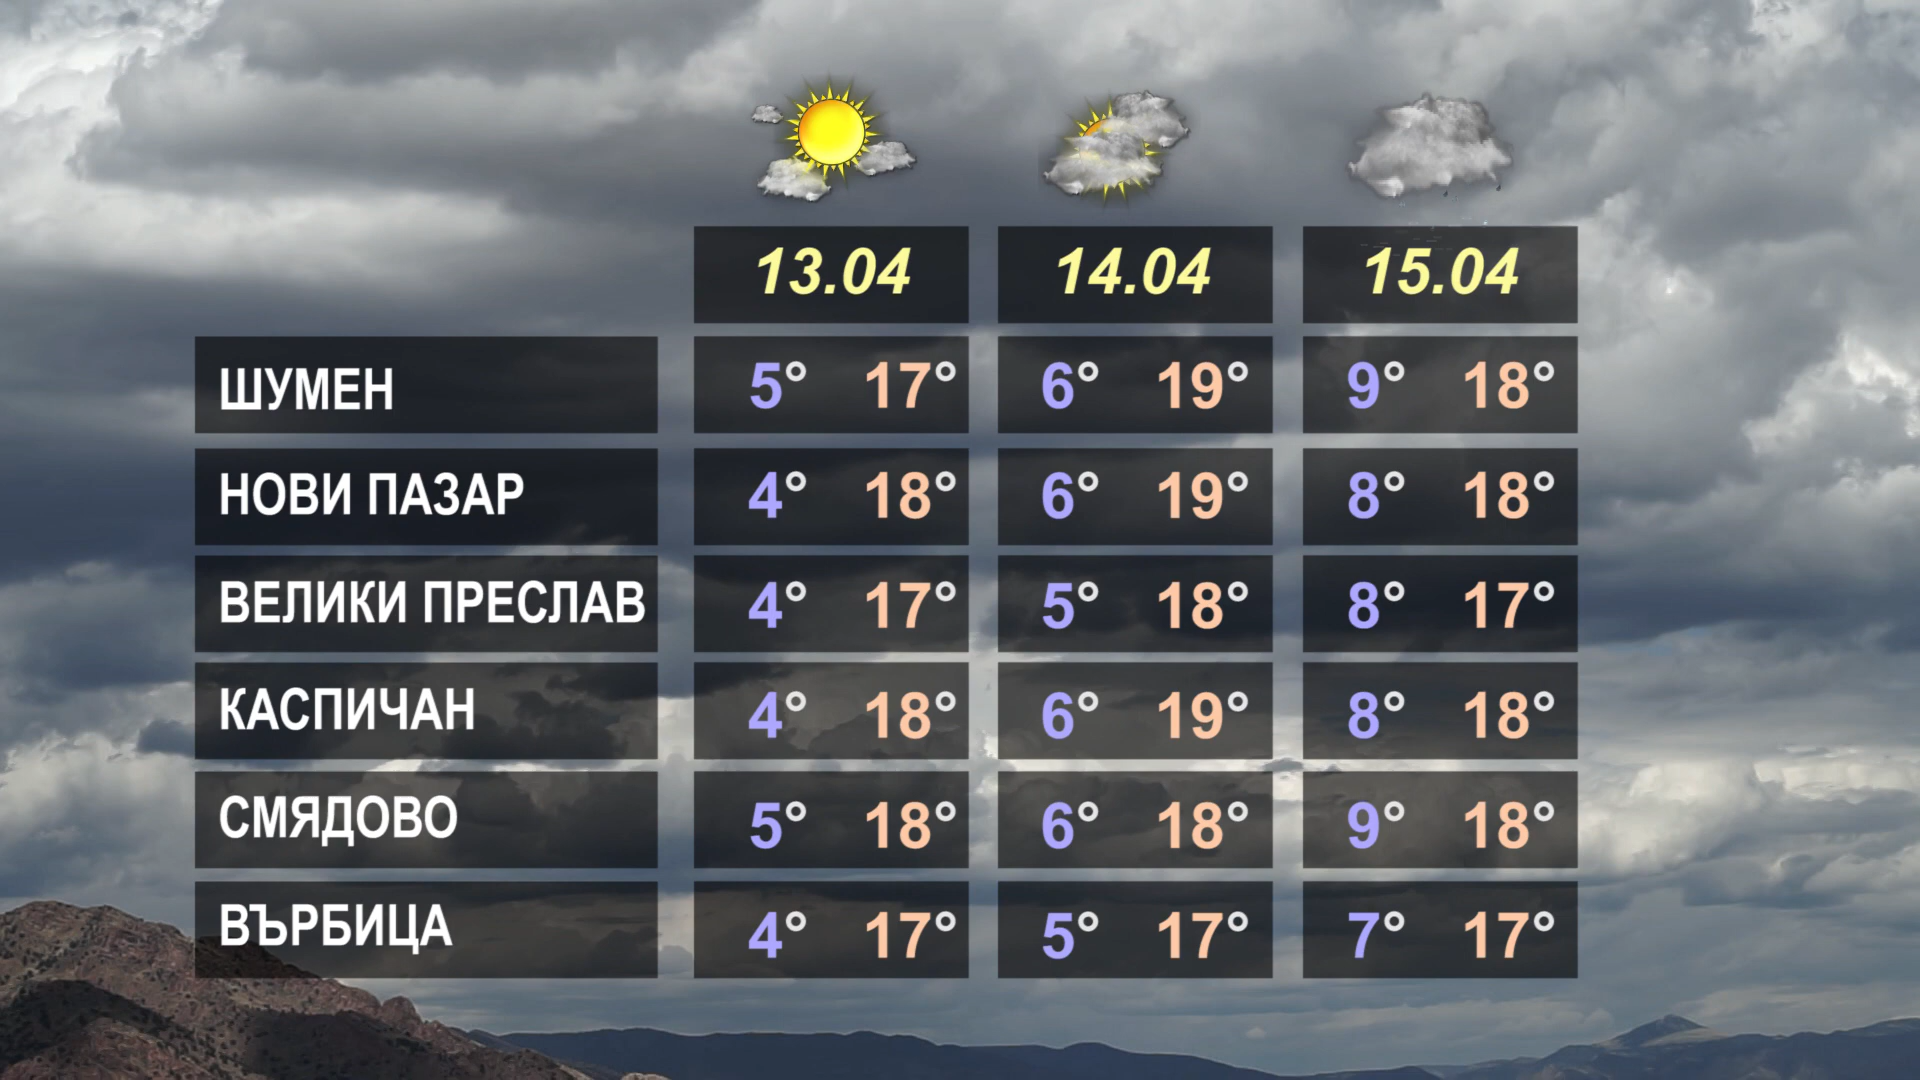 13.04 14.04 15.04
ШУМЕН 5° 17° 6° 19° 9° 18°
НОВИ ПАЗАР 4° 18° 6° 19° 8° 18°
ВЕЛИКИ ПРЕСЛАВ 4° 17° 5° 18° 8° 17°
КАСПИЧАН 4° 18° 6° 19° 8° 18°
СМЯДОВО 5° 18° 6° 18° 9° 18°
ВЪРБИЦА 4° 17° 5° 17° 7° 17°